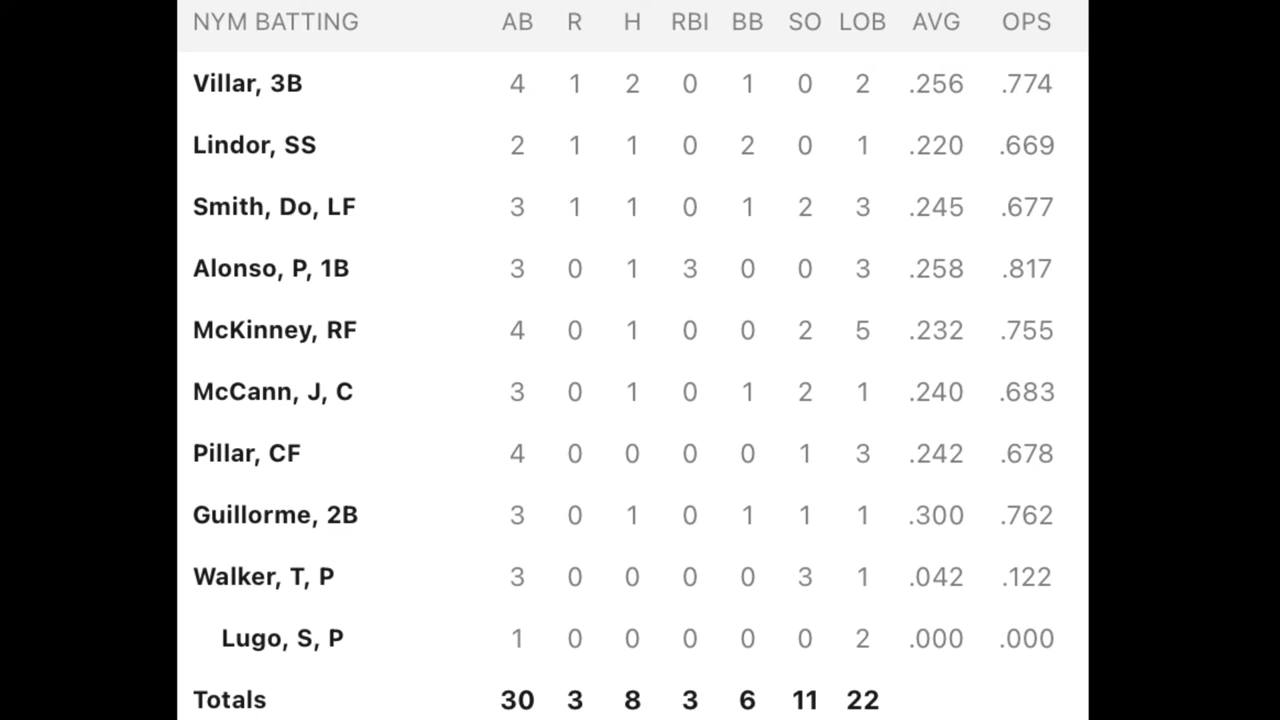 NYM BATTING AB R H RBI BB SO LOB AVG OPS
Villar, 3B 4 1 2 0 1 0 2 .256 .774
Lindor, SS 2 1 1 0 2 0 1 .220 .669
Smith, Do, LF 3 1 1 0 1 2 3 .245 .677
Alonso, P, 1B 3 0 1 3 0 0 3 .258 .817
McKinney, RF 4 0 1 0 0 2 5 .232 .755
McCann, J, C 3 0 1 0 1 2 1 .240 .683
Pillar, CF 4 0 0 0 0 1 3 .242 .678
Guillorme, 2B 3 0 1 0 1 1 1 .300 .762
Walker, T, P 3 0 0 0 0 3 1 .042 .122
Lugo, S, P 1 0 0 0 0 0 2 .000 .000
Totals 30 3 8 3 6 11 22